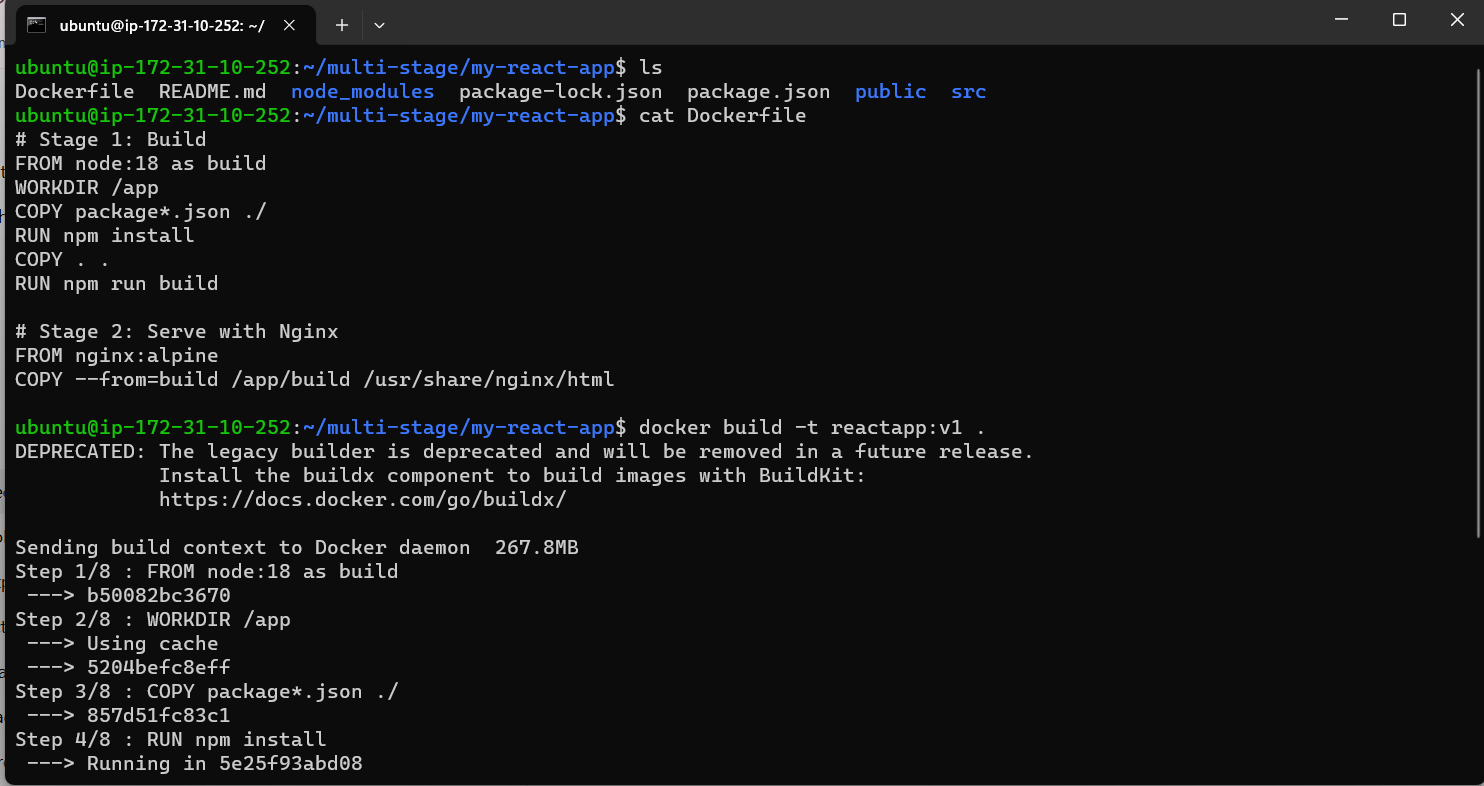 ubuntu@ip-172-31-10-252: ~/
ubuntu@ip-172-31-10-252:~/multi-stage/my-react-app$ ls
Dockerfile  README.md  node_modules  package-lock.json  package.json  public  src
ubuntu@ip-172-31-10-252:~/multi-stage/my-react-app$ cat Dockerfile
# Stage 1: Build
FROM node:18 as build
WORKDIR /app
COPY package*.json ./
RUN npm install
COPY . .
RUN npm run build

# Stage 2: Serve with Nginx
FROM nginx:alpine
COPY --from=build /app/build /usr/share/nginx/html

ubuntu@ip-172-31-10-252:~/multi-stage/my-react-app$ docker build -t reactapp:v1 .
DEPRECATED: The legacy builder is deprecated and will be removed in a future release.
            Install the buildx component to build images with BuildKit:
            https://docs.docker.com/go/buildx/

Sending build context to Docker daemon  267.8MB
Step 1/8 : FROM node:18 as build
 ---> b50082bc3670
Step 2/8 : WORKDIR /app
 ---> Using cache
 ---> 5204befc8eff
Step 3/8 : COPY package*.json ./
 ---> 857d51fc83c1
Step 4/8 : RUN npm install
 ---> Running in 5e25f93abd08